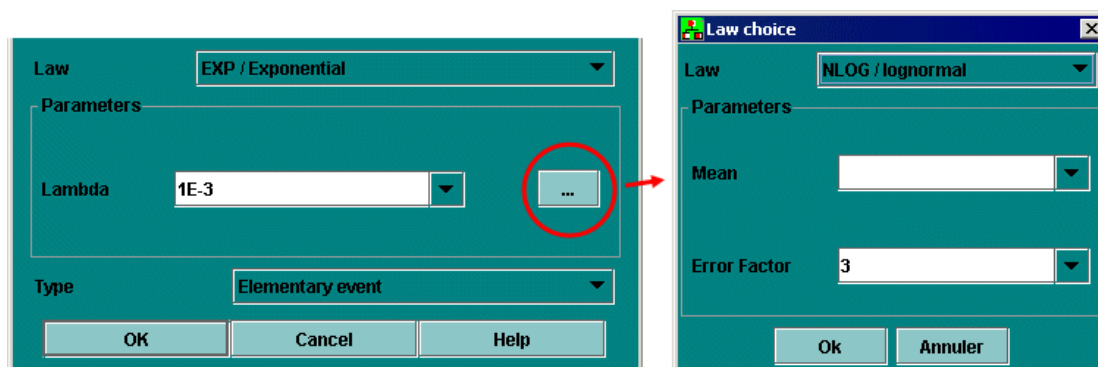 Law EXP / Exponential
Parameters
Lambda 1E-3 ...
Type Elementary event
OK Cancel Help
Law choice
Law NLOG / lognormal
Parameters
Mean
Error Factor 3
Ok Annuler